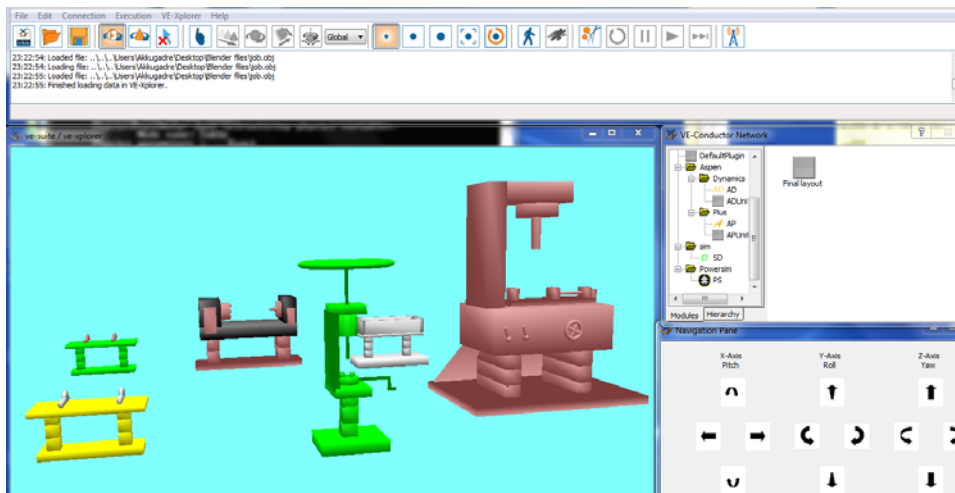 File Edit Connection Execution VE-Xplorer Help
Global
23:22:54: Loaded file: ..\..\..\Users\Akkugadre\Desktop\Blender files\job.obj
23:22:54: Loading file: ..\..\..\Users\Akkugadre\Desktop\Blender files\job.obj
23:22:55: Loaded file: ..\..\..\Users\Akkugadre\Desktop\Blender files\job.obj
23:22:55: Finished loading data in VE-Xplorer.
ve-suite / ve-xplorer
VE-Conductor Network
DefaultPlugin
Aspen
Dynamics
AD
ADUni
Plus
AP
APUni
sim
SD
Powersim
PS
Modules Hierarchy
Final layout
Navigation Pane
X-Axis Y-Axis Z-Axis
Pitch Roll Yaw